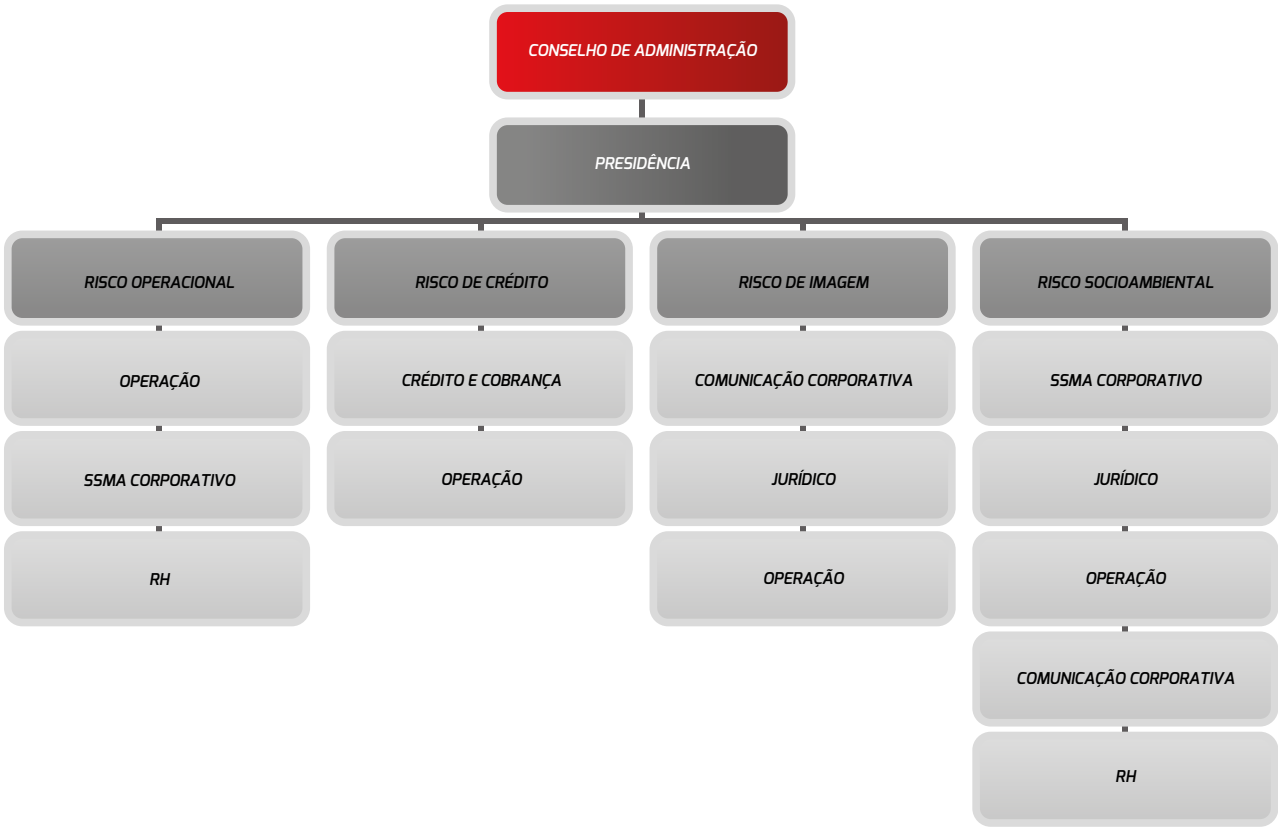 CONSELHO DE ADMINISTRAÇÃO
PRESIDÊNCIA
RISCO OPERACIONAL
OPERAÇÃO
SSMA CORPORATIVO
RH
RISCO DE CRÉDITO
CRÉDITO E COBRANÇA
OPERAÇÃO
RISCO DE IMAGEM
COMUNICAÇÃO CORPORATIVA
JURÍDICO
OPERAÇÃO
RISCO SOCIOAMBIENTAL
SSMA CORPORATIVO
JURÍDICO
OPERAÇÃO
COMUNICAÇÃO CORPORATIVA
RH